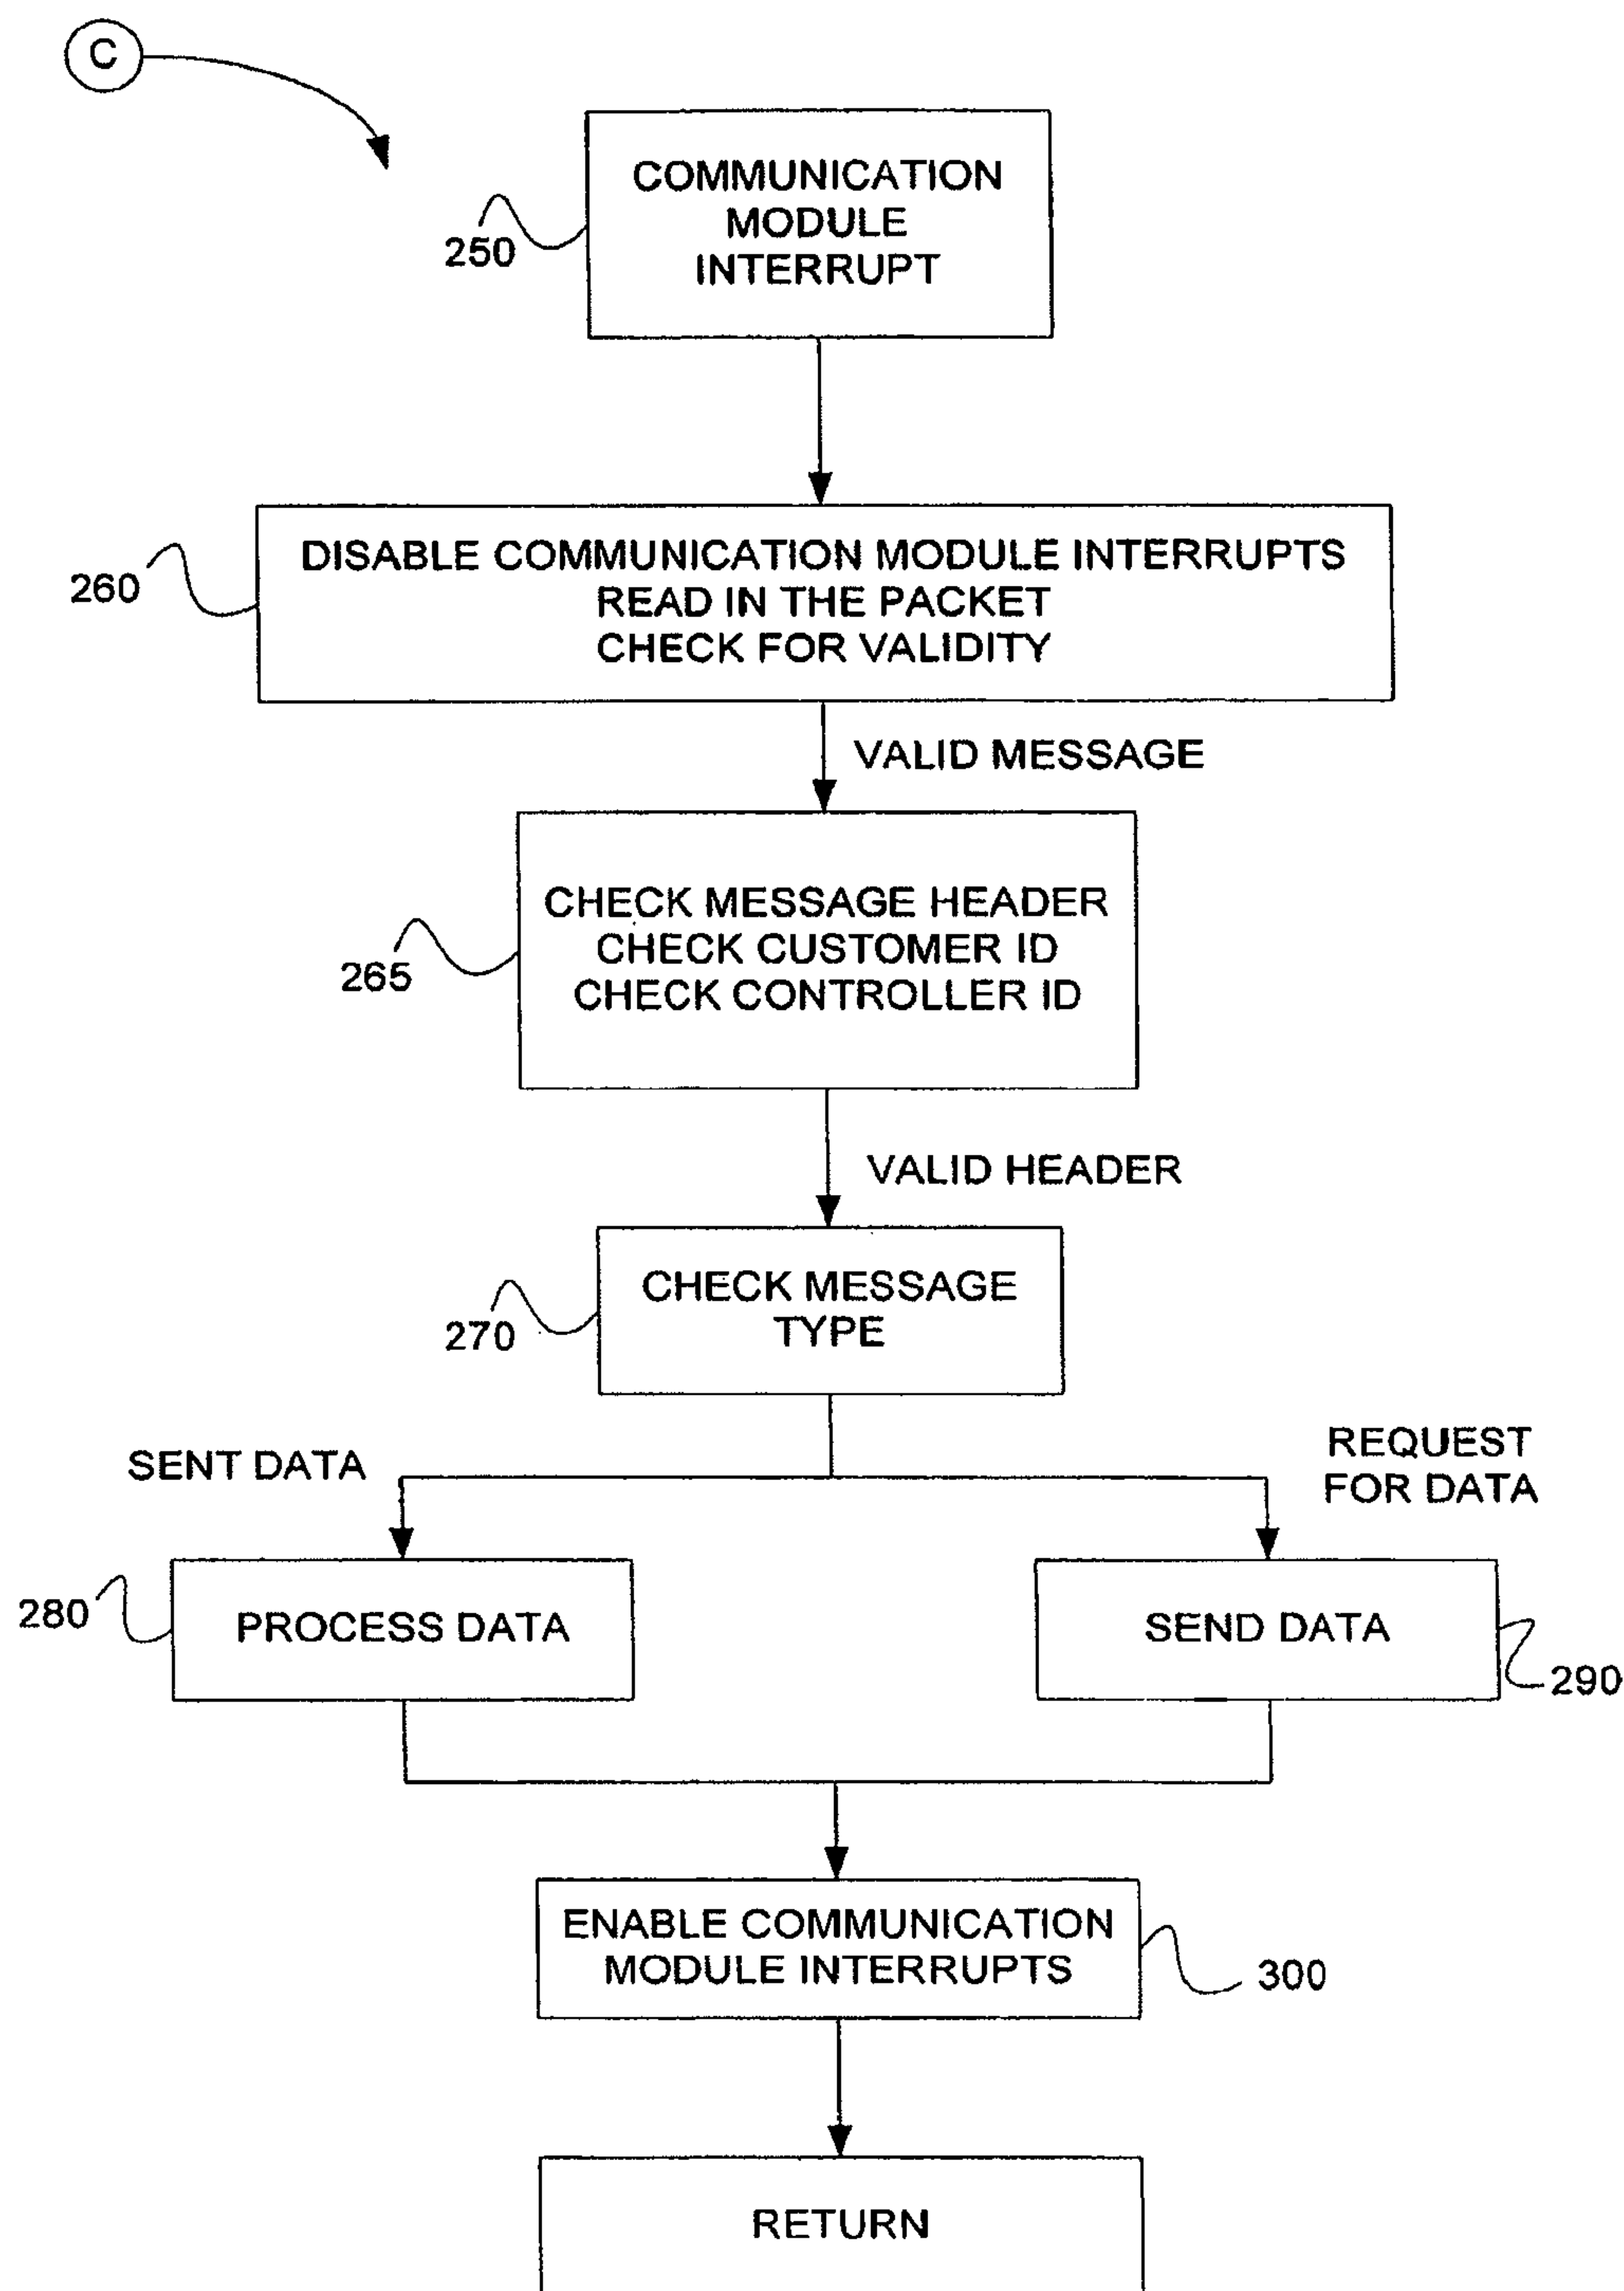 C
COMMUNICATION
MODULE
INTERRUPT
250
DISABLE COMMUNICATION MODULE INTERRUPTS
READ IN THE PACKET
CHECK FOR VALIDITY
260
VALID MESSAGE
CHECK MESSAGE HEADER
CHECK CUSTOMER ID
CHECK CONTROLLER ID
265
VALID HEADER
CHECK MESSAGE
TYPE
270
SENT DATA
REQUEST
FOR DATA
280
PROCESS DATA
SEND DATA
290
ENABLE COMMUNICATION
MODULE INTERRUPTS
300
RETURN